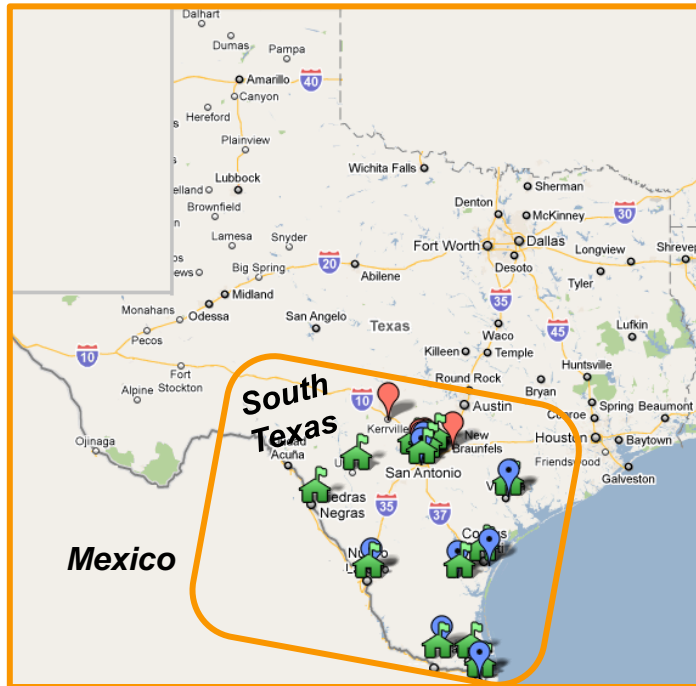 Dalhart
Dumas
Pampa
Amarillo
40
Canyon
Hereford
Plainview
Wichita Falls
Lubbock
Sherman
Brownfield
Denton
McKinney
30
Lamesa
Snyder
Fort Worth
Dallas
Longview
Shrevep
20
Big Spring
Abilene
Desoto
Tyler
Midland
35
Monahans
Odessa
San Angelo
Texas
45
Lufkin
Pecos
Waco
10
Killeen
Temple
Fort
Stockton
Huntsville
Alpine
Round Rock
Bryan
South
Texas
10
Austin
Spring
Beaumont
Kerrville
Houston
Baytown
Ojinaga
New
Braunfels
Friendswood
Acuña
San Antonio
Galveston
Negras
35
37
Mexico